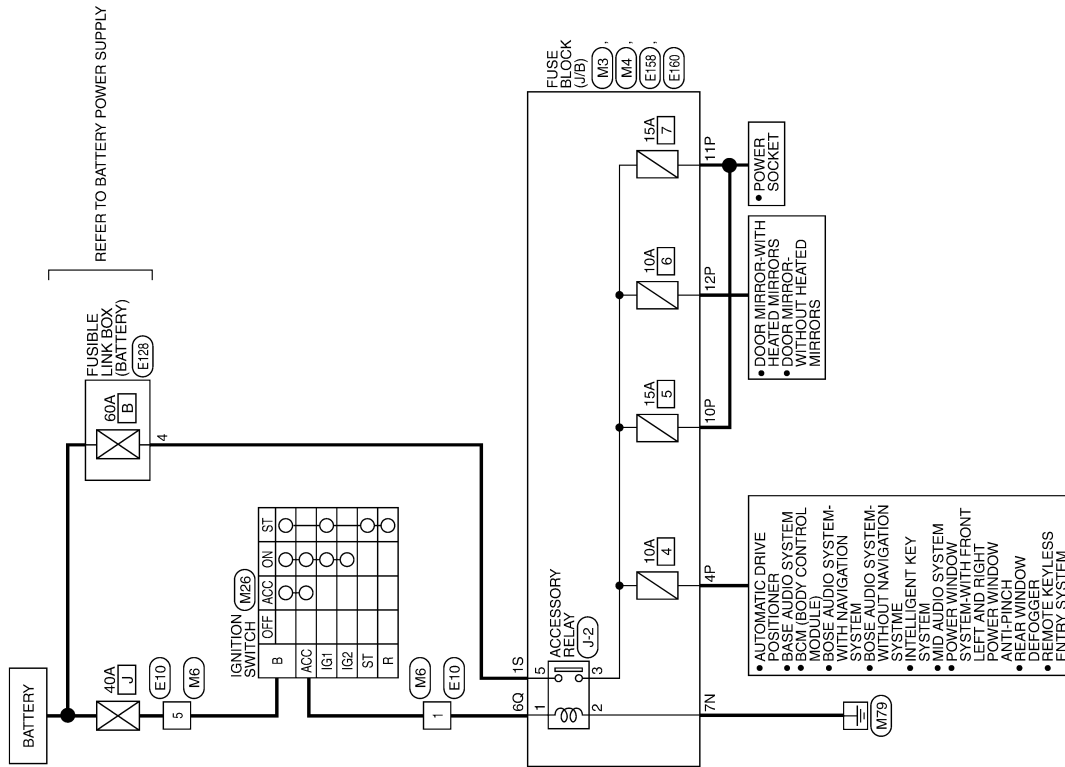 REFER TO BATTERY POWER SUPPLY
BATTERY
40A
J
E10
M6
5
FUSIBLE
LINK BOX
(BATTERY)
E128
60A
B
4
IGNITION
SWITCH
M26
OFF
ACC
ON
ST
B
ACC
IG1
IG2
ST
R
M6
E10
1
6Q
1S
ACCESSORY
RELAY
J-2
1
5
2
3
7N
M79
FUSE
BLOCK
(J/B)
M3 ,
M4 ,
E158 ,
E160
10A
4
4P
15A
5
10P
10A
6
12P
15A
7
11P
• AUTOMATIC DRIVE
POSITIONER
• BASE AUDIO SYSTEM
• BCM (BODY CONTROL
MODULE)
• BOSE AUDIO SYSTEM-
WITH NAVIGATION
SYSTEM
• BOSE AUDIO SYSTEM-
WITHOUT NAVIGATION
SYSTME
• INTELLIGENT KEY
SYSTEM
• MID AUDIO SYSTEM
• POWER WINDOW
SYSTEM-WITH FRONT
LEFT AND RIGHT
POWER WINDOW
ANTI-PINCH
• REAR WINDOW
DEFOGGER
• REMOTE KEYLESS
ENTRY SYSTEM
• DOOR MIRROR-WITH
HEATED MIRRORS
• DOOR MIRROR-
WITHOUT HEATED
MIRRORS
• POWER
SOCKET